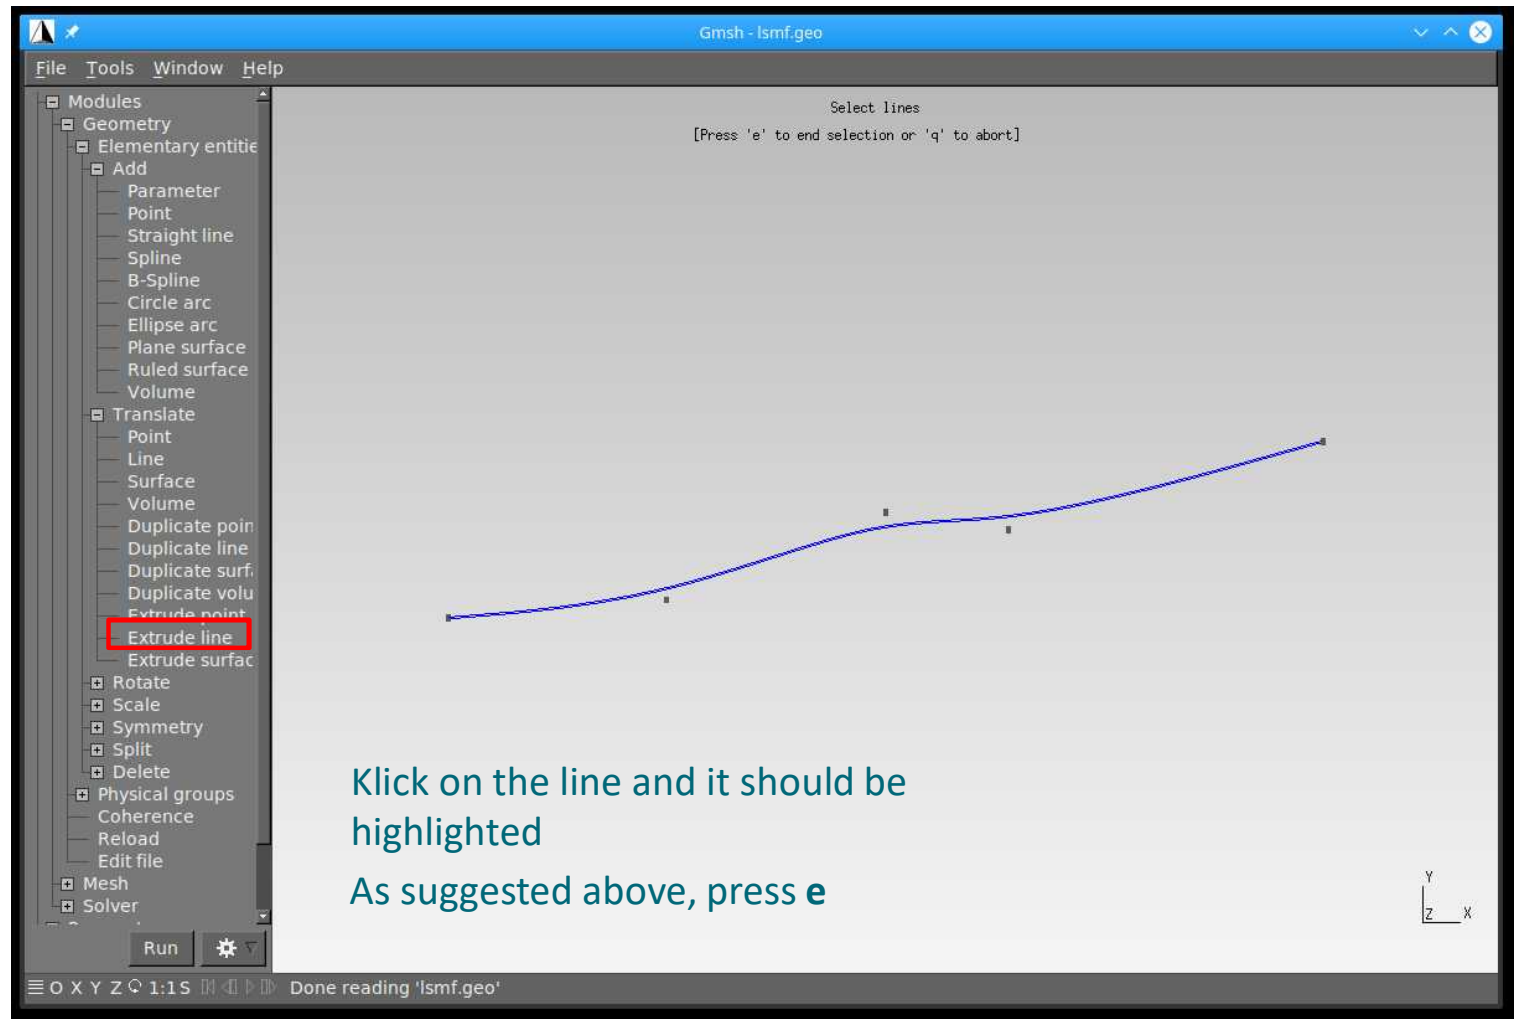 Gmsh - lsmf.geo
File Tools Window Help
Modules
Geometry
Elementary entitie
Add
Parameter
Point
Straight line
Spline
B-Spline
Circle arc
Ellipse arc
Plane surface
Ruled surface
Volume
Translate
Point
Line
Surface
Volume
Duplicate poin
Duplicate line
Duplicate surf
Duplicate volu
Extrude point
Extrude line
Extrude surfac
Rotate
Scale
Symmetry
Split
Delete
Physical groups
Coherence
Reload
Edit file
Mesh
Solver
Run
Select lines
[Press 'e' to end selection or 'q' to abort]
Klick on the line and it should be
highlighted
As suggested above, press e
Y
Z X
O X Y Z 1:1 S Done reading 'lsmf.geo'